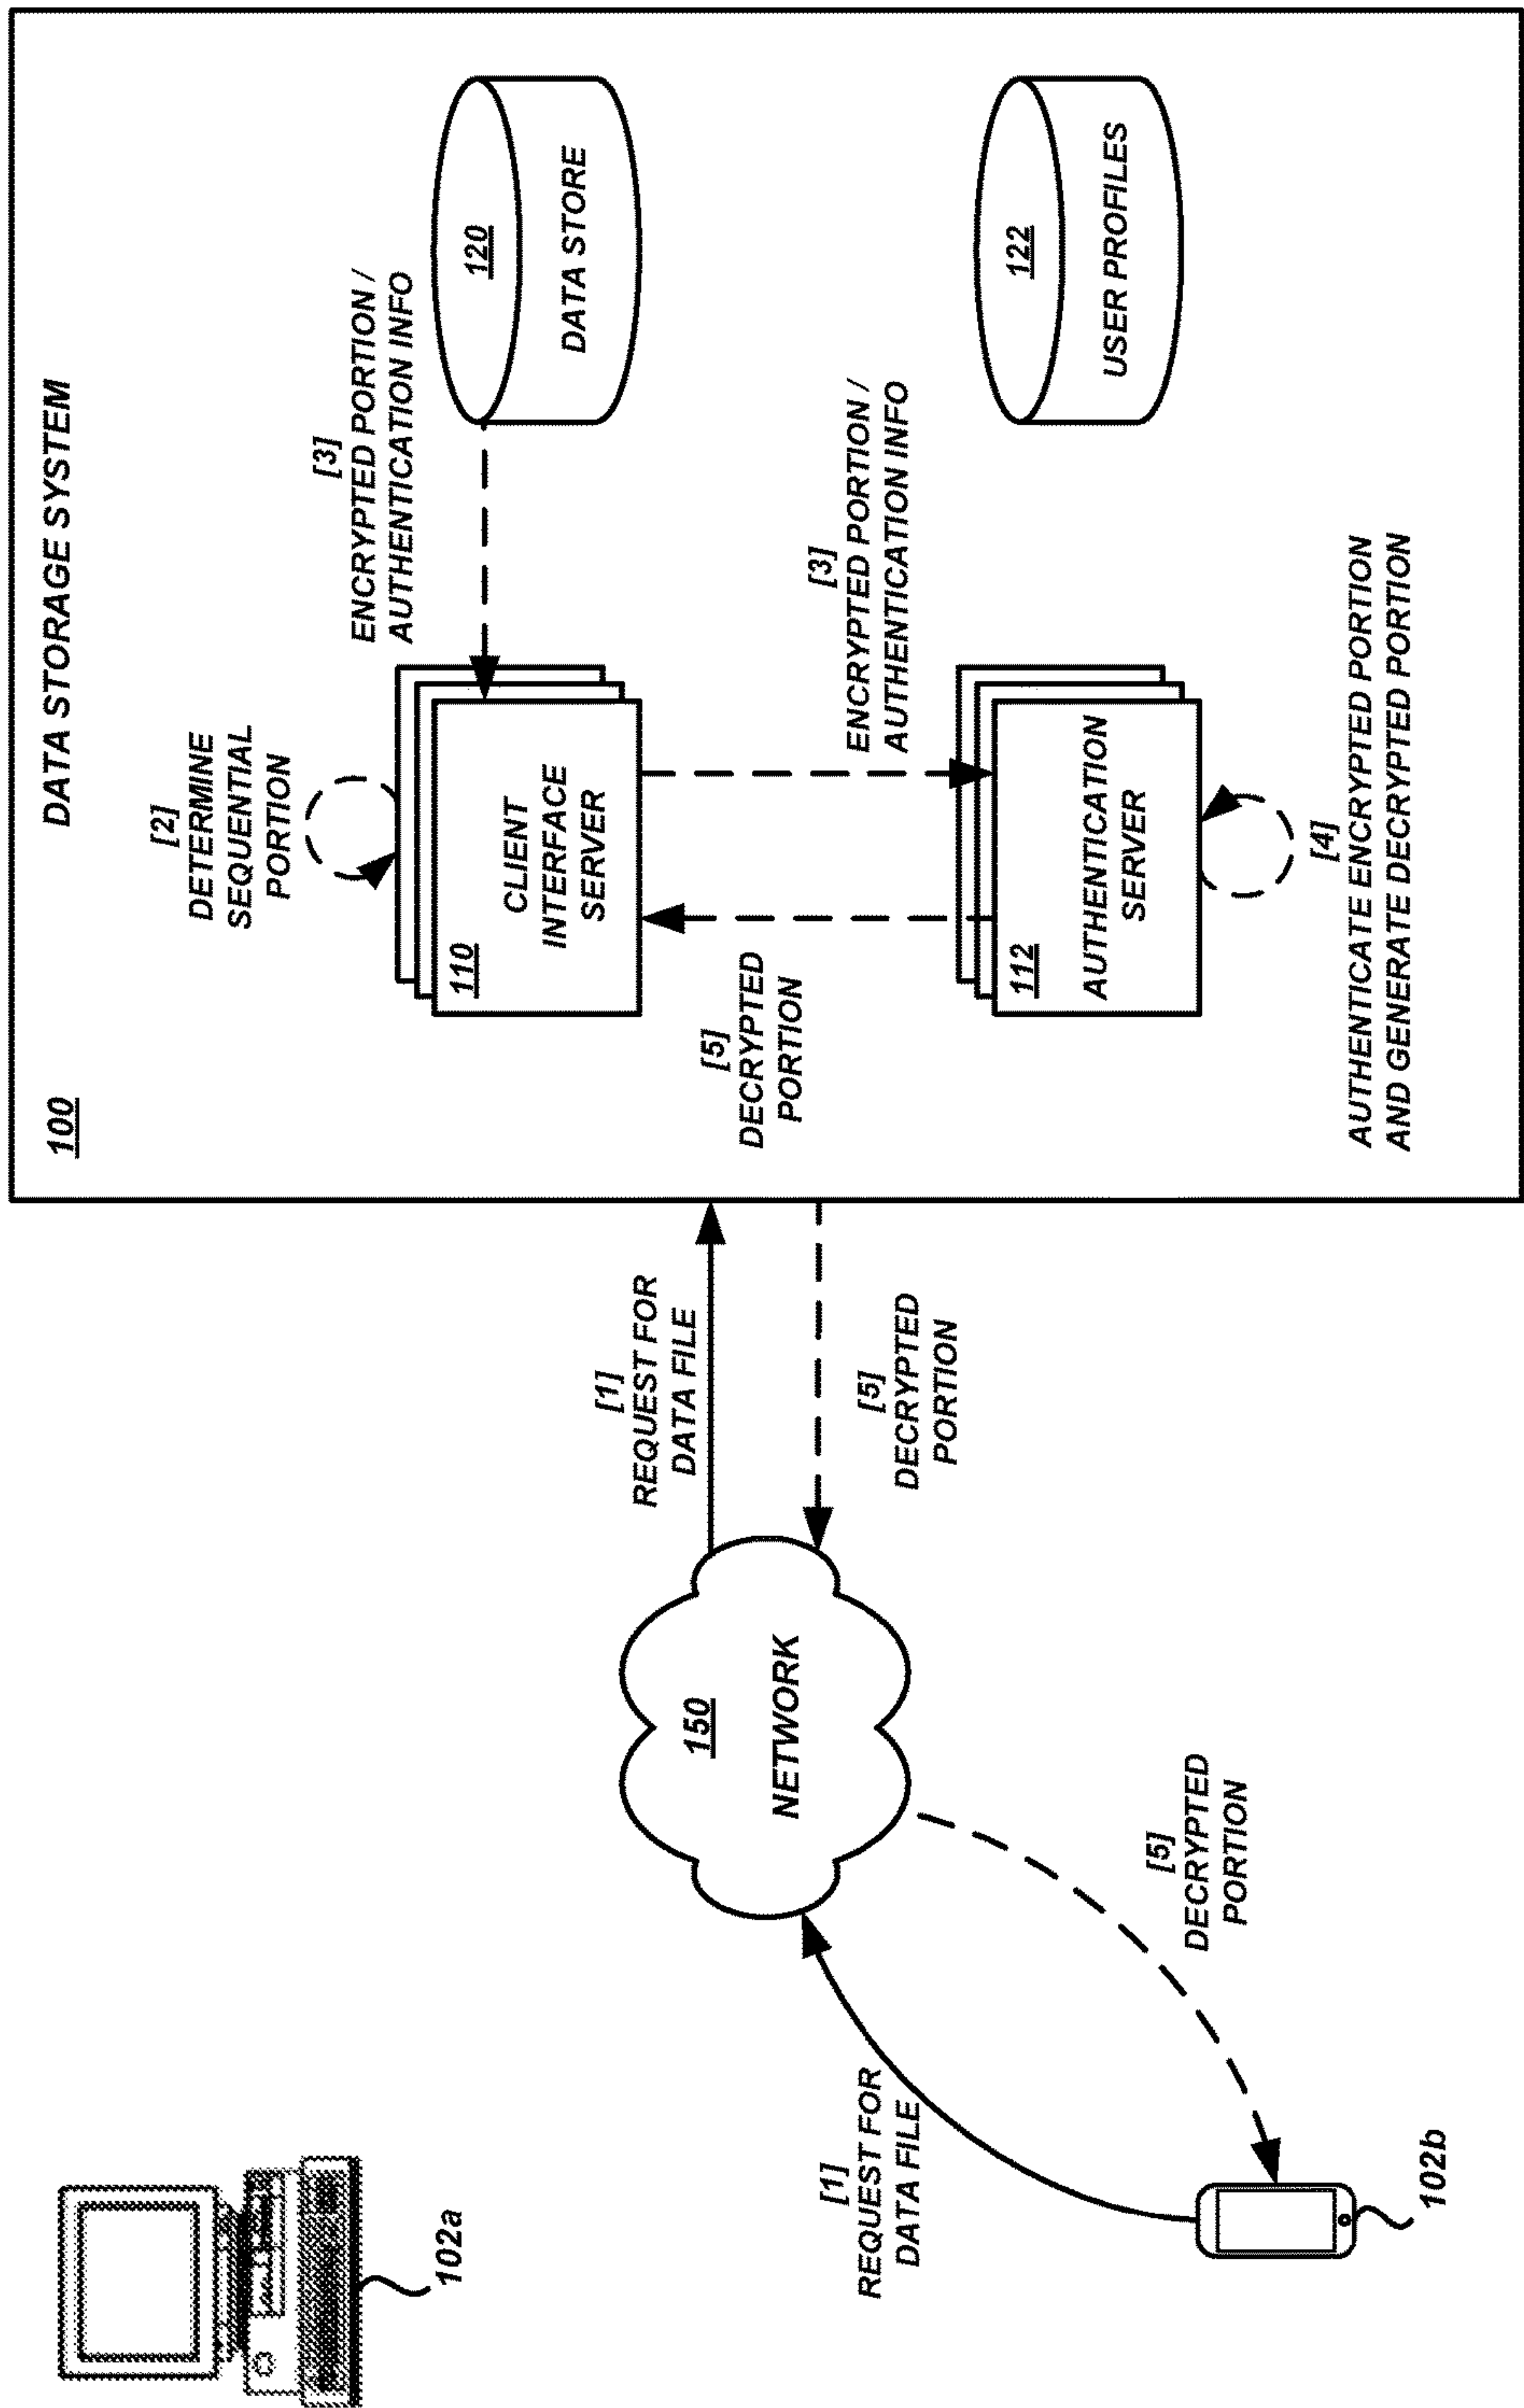 DATA STORAGE SYSTEM
100
[2]
DETERMINE
SEQUENTIAL
PORTION
[3]
ENCRYPTED PORTION /
AUTHENTICATION INFO
110
CLIENT
INTERFACE
SERVER
120
DATA STORE
[5]
DECRYPTED
PORTION
[3]
ENCRYPTED PORTION /
AUTHENTICATION INFO
112
AUTHENTICATION
SERVER
122
USER PROFILES
[4]
AUTHENTICATE ENCRYPTED PORTION
AND GENERATE DECRYPTED PORTION
[1]
REQUEST FOR
DATA FILE
[5]
DECRYPTED
PORTION
150
NETWORK
102a
[1]
REQUEST FOR
DATA FILE
[5]
DECRYPTED
PORTION
102b